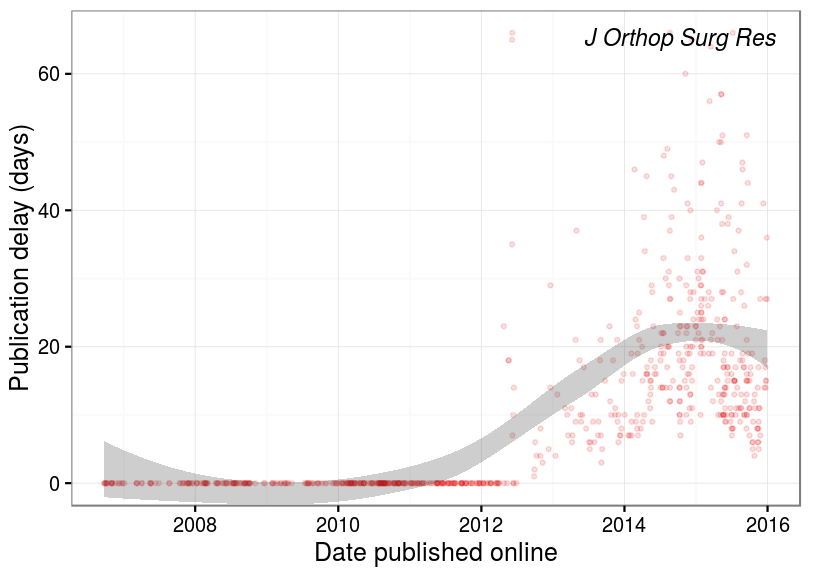 J Orthop Surg Res
Publication delay (days)
60
40
20
0
2008 2010 2012 2014 2016
Date published online